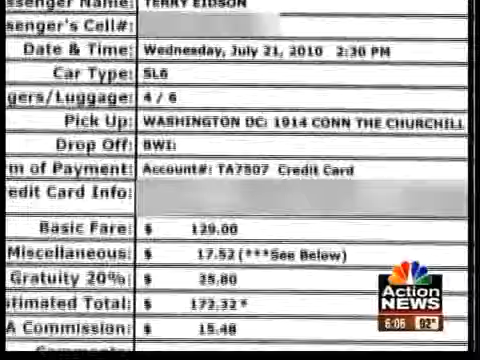 ssenger Name: TERRY EIDSON
senger's Cell#:
Date & Time: Wednesday, July 21, 2010 2:30 PM
Car Type: SL6
gers/Luggage: 4 / 6
Pick Up: WASHINGTON DC: 1914 CONN THE CHURCHILL
Drop Off: BWI:
m of Payment: Account#: TA7507 Credit Card
edit Card Info:
Basic Fare: $ 129.00
Miscellaneous: $ 17.52 (***See Below)
Gratuity 20%: $ 25.80
stimated Total: $ 172.32 *
A Commission: $ 15.48
Comments:
Action
NEWS
6:06 92°